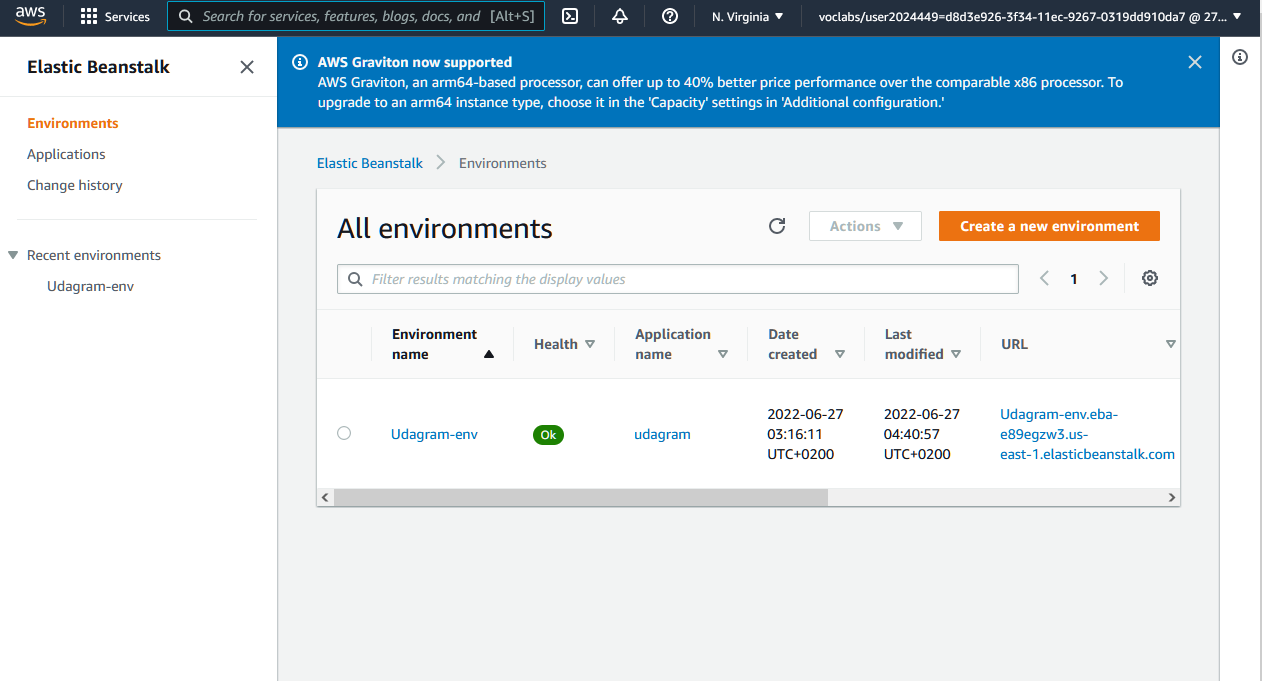 aws
Services
Search for services, features, blogs, docs, and [Alt+S]
N. Virginia
voclabs/user2024449=d8d3e926-3f34-11ec-9267-0319dd910da7 @ 27...
Elastic Beanstalk
Environments
Applications
Change history
Recent environments
Udagram-env
AWS Graviton now supported
AWS Graviton, an arm64-based processor, can offer up to 40% better price performance over the comparable x86 processor. To
upgrade to an arm64 instance type, choose it in the 'Capacity' settings in 'Additional configuration.'
Elastic Beanstalk > Environments
All environments
Actions
Create a new environment
Filter results matching the display values
1
Environment name
Health
Application name
Date created
Last modified
URL
Udagram-env
Ok
udagram
2022-06-27
03:16:11
UTC+0200
2022-06-27
04:40:57
UTC+0200
Udagram-env.eba-
e89egzw3.us-
east-1.elasticbeanstalk.com